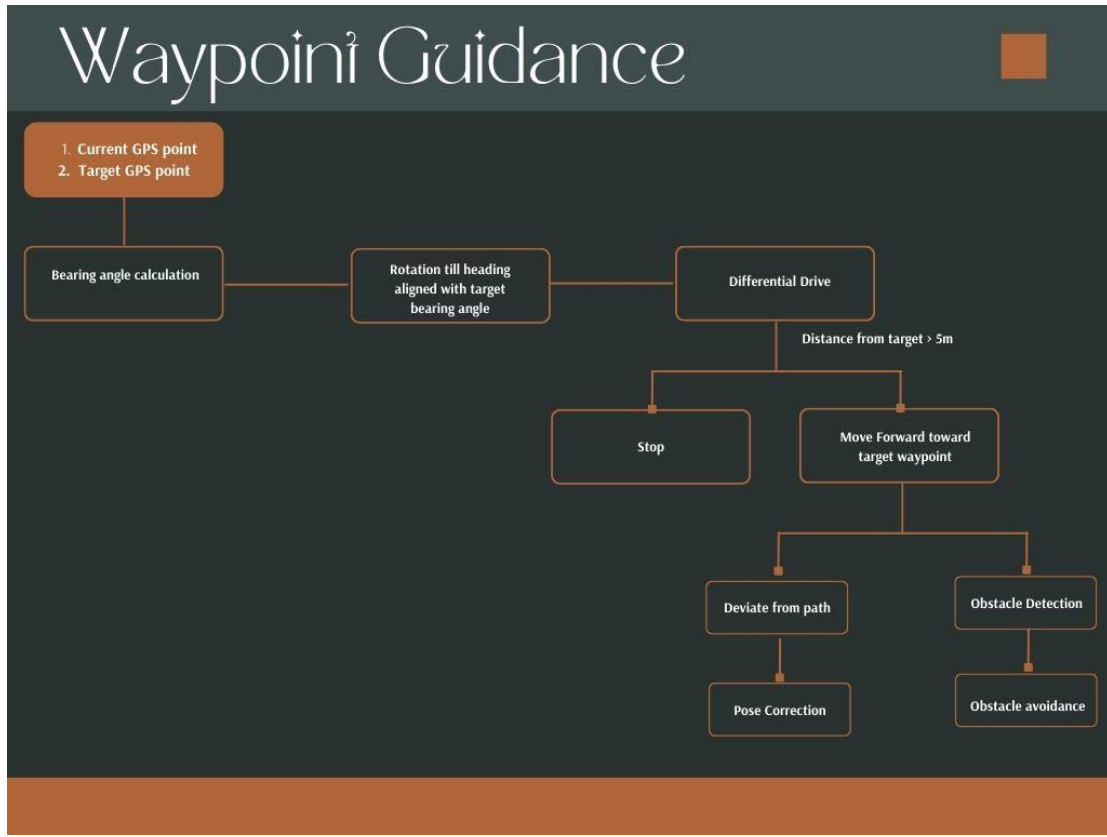 Waypoint Guidance
1. Current GPS point
2. Target GPS point
Bearing angle calculation
Rotation till heading
aligned with target
bearing angle
Differential Drive
Distance from target > 5m
Stop
Move Forward toward
target waypoint
Deviate from path
Obstacle Detection
Pose Correction
Obstacle avoidance